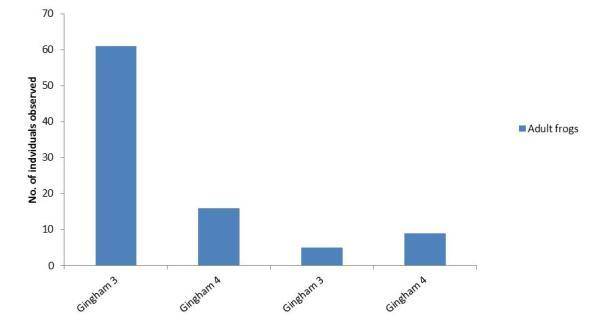 70
60
50
40
30
20
10
0
No. of indviduals observed
Gingham 3
Gingham 4
Gingham 3
Gingham 4
Adult frogs